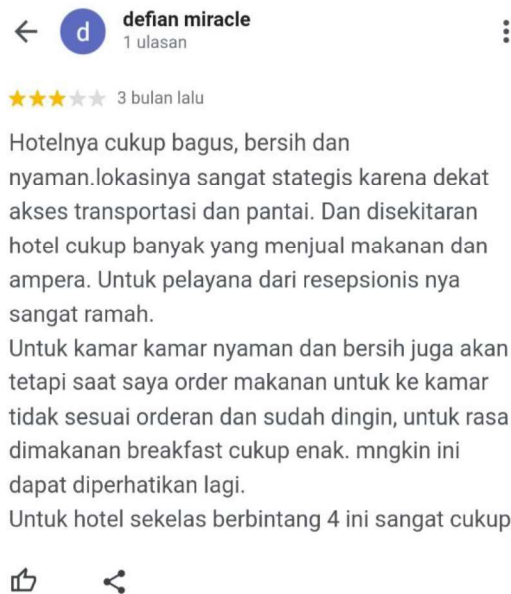 defian miracle
d
1 ulasan
3 bulan lalu
Hotelnya cukup bagus, bersih dan
nyaman.lokasinya sangat stategis karena dekat
akses transportasi dan pantai. Dan disekitaran
hotel cukup banyak yang menjual makanan dan
ampera. Untuk pelayana dari resepsionis nya
sangat ramah.
Untuk kamar kamar nyaman dan bersih juga akan
tetapi saat saya order makanan untuk ke kamar
tidak sesuai orderan dan sudah dingin, untuk rasa
dimakanan breakfast cukup enak. mngkin ini
dapat diperhatikan lagi.
Untuk hotel sekelas berbintang 4 ini sangat cukup